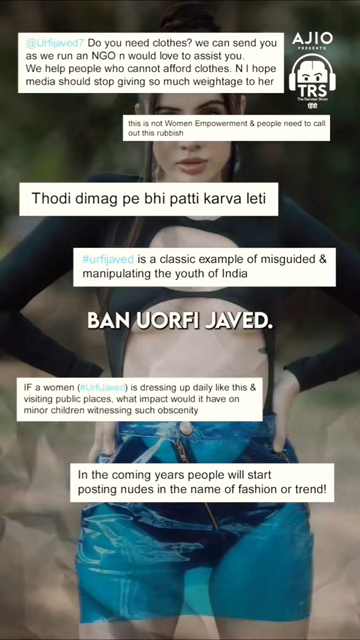 @Urfijaved7 Do you need clothes? we can send you
as we run an NGO n would love to assist you.
We help people who cannot afford clothes. N I hope
media should stop giving so much weightage to her
AJIO
PRESENTS
TRS
The Ranveer Show
this is not Women Empowerment & people need to call
out this rubbish
Thodi dimag pe bhi patti karva leti
#urfijaved is a classic example of misguided &
manipulating the youth of India
BAN UORFI JAVED.
IF a women (#UrfiJaved) is dressing up daily like this &
visiting public places, what impact would it have on
minor children witnessing such obscenity
In the coming years people will start
posting nudes in the name of fashion or trend!